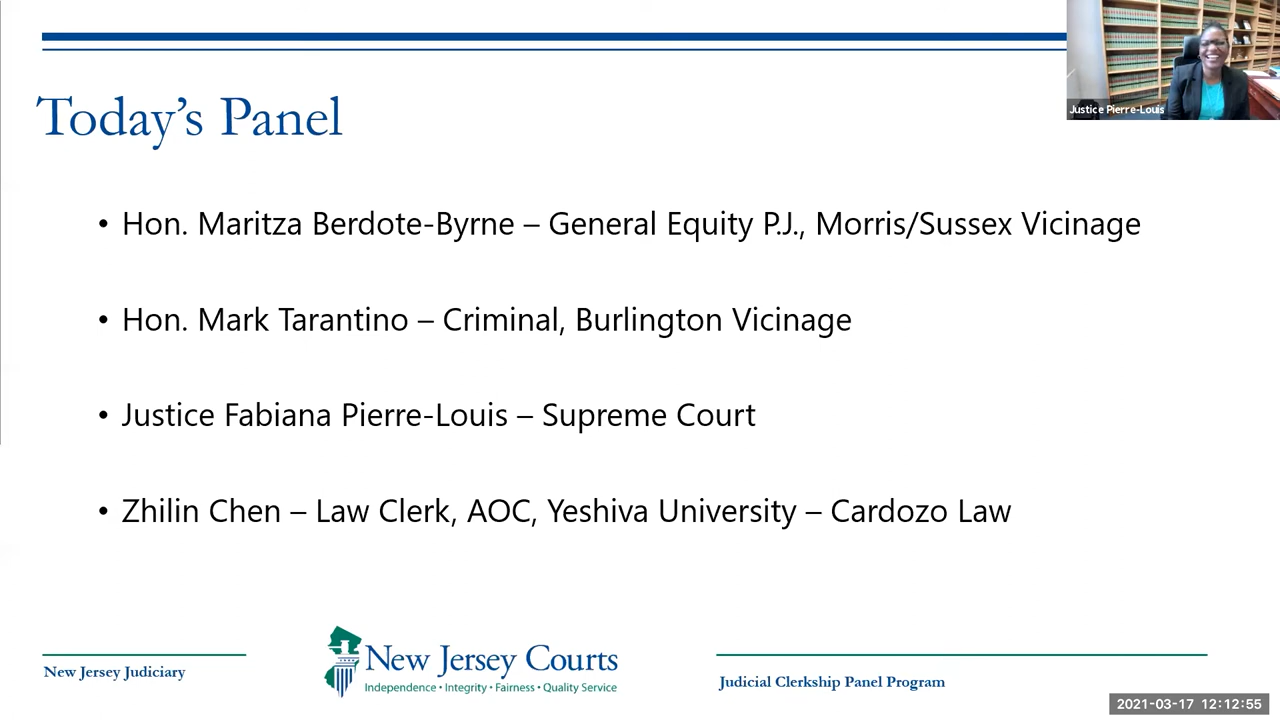 Justice Pierre-Louis
Today’s Panel
• Hon. Maritza Berdote-Byrne – General Equity P.J., Morris/Sussex Vicinage
• Hon. Mark Tarantino – Criminal, Burlington Vicinage
• Justice Fabiana Pierre-Louis – Supreme Court
• Zhilin Chen – Law Clerk, AOC, Yeshiva University – Cardozo Law
New Jersey Judiciary
New Jersey Courts
Independence • Integrity • Fairness • Quality Service
Judicial Clerkship Panel Program
2021-03-17 12:12:55